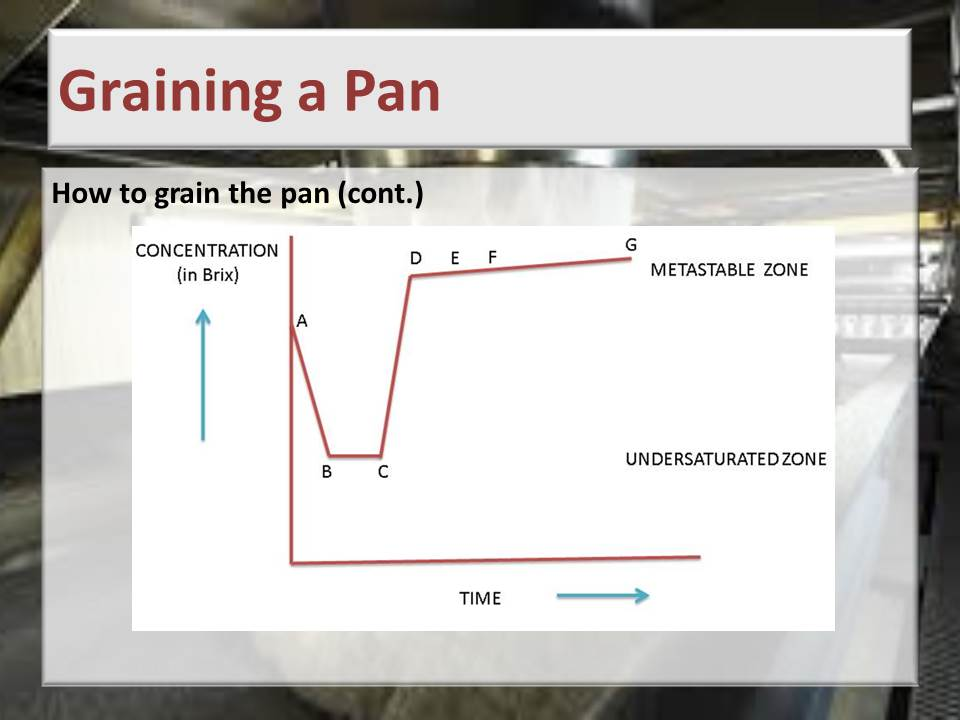 Graining a Pan
How to grain the pan (cont.)
CONCENTRATION
(in Brix)
A
B
C
D
E
F
G
METASTABLE ZONE
UNDERSATURATED ZONE
TIME